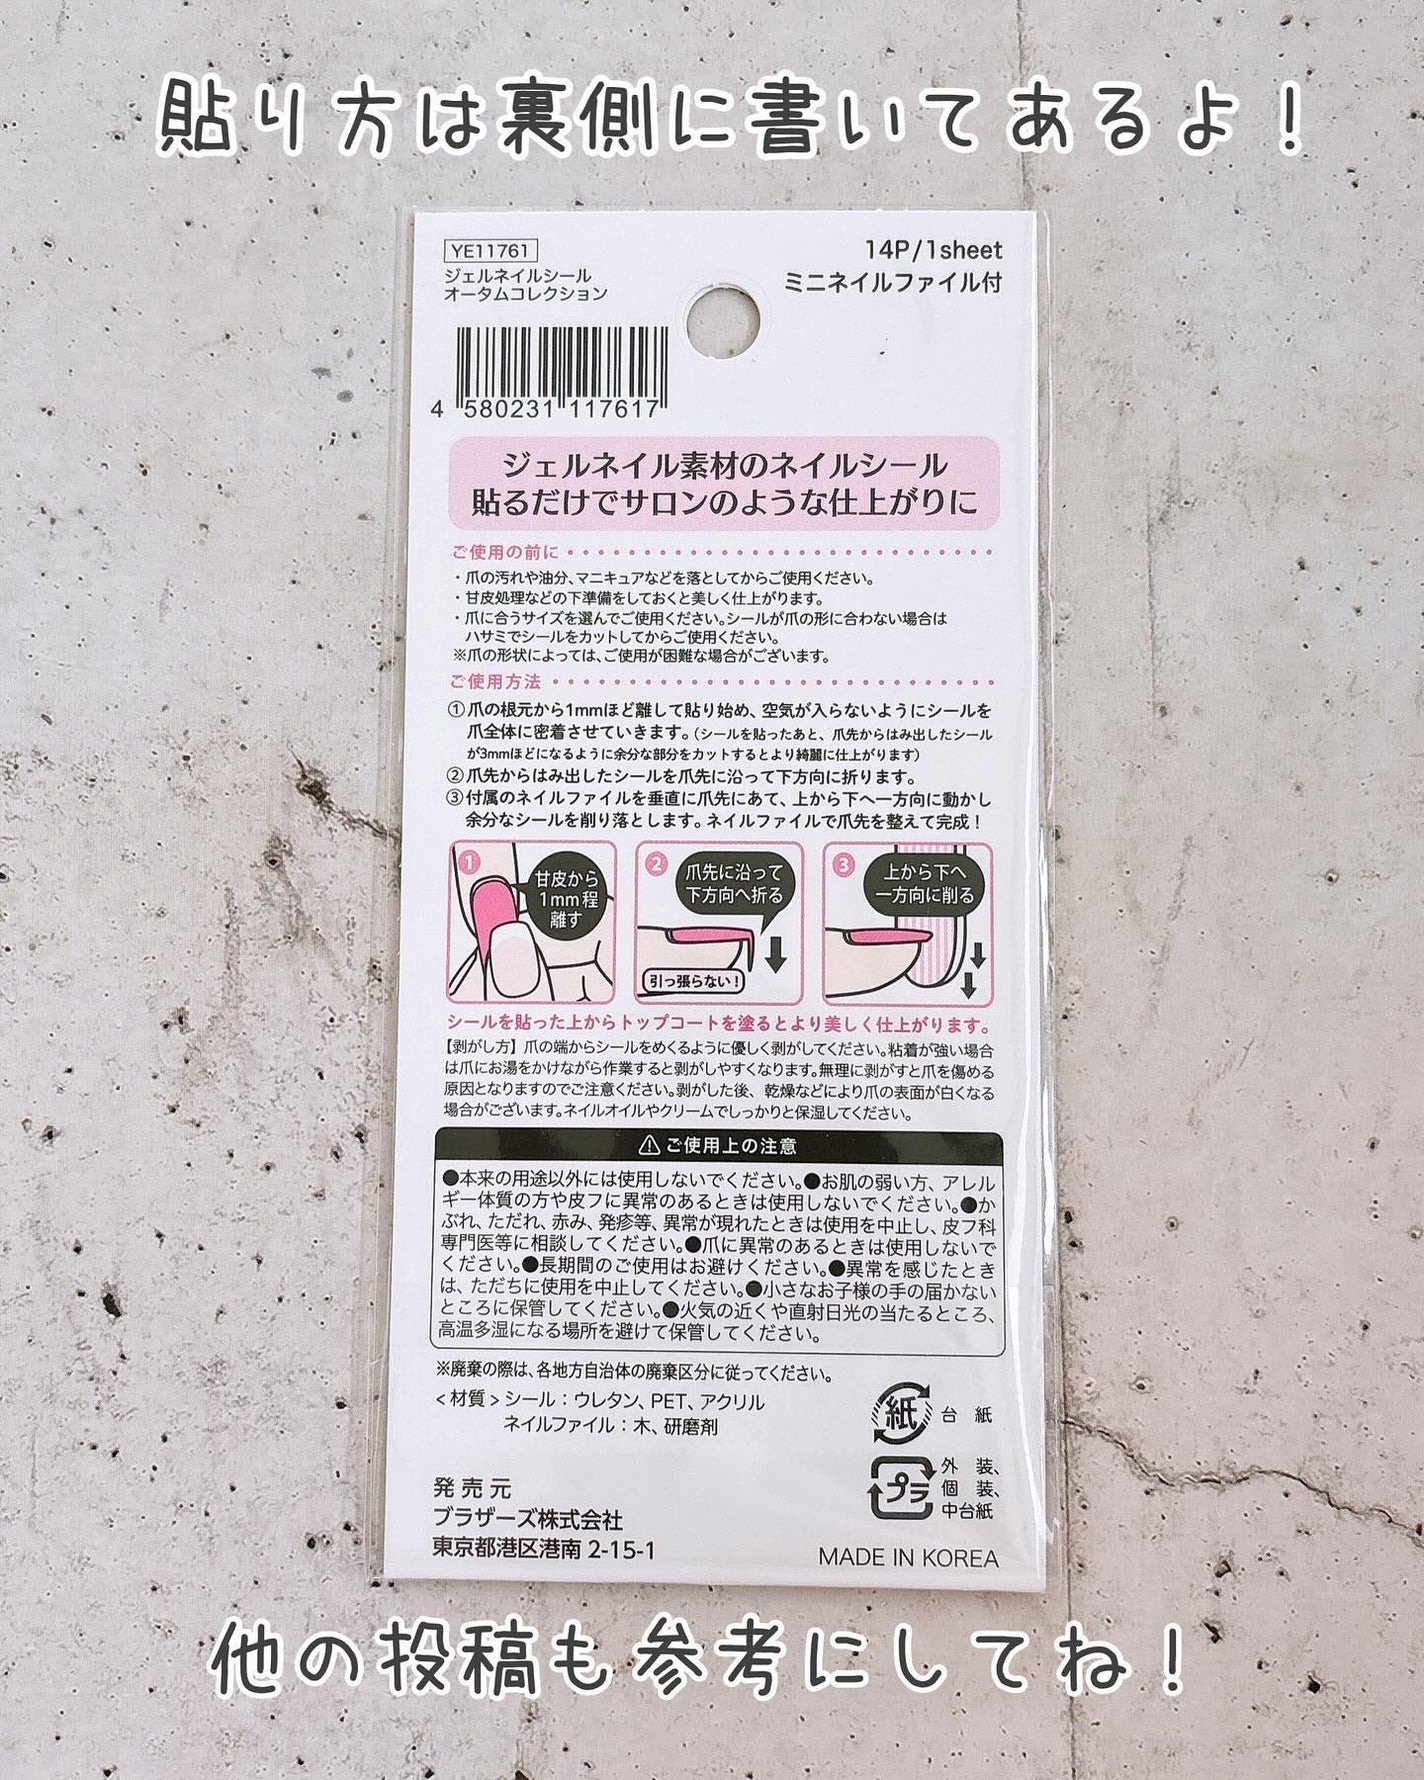 貼り方は裏側に書いてあるよ！
YE11761
ジェルネイルシール
オータムコレクション
14P/1sheet
ミニネイルファイル付
4 580231 117617
ジェルネイル素材のネイルシール
貼るだけでサロンのような仕上がりに
ご使用の前に
・爪の汚れや油分、マニキュアなどを落としてからご使用ください。
・甘皮処理などの下準備をしておくと美しく仕上がります。
・爪に合うサイズを選んでご使用ください。シールが爪の形に合わない場合は
ハサミでシールをカットしてからご使用ください。
※爪の形状によっては、ご使用が困難な場合がございます。
ご使用方法
①爪の根元から1mmほど離して貼り始め、空気が入らないようにシールを
爪全体に密着させていきます。（シールを貼ったあと、爪先からはみ出したシール
が3mmほどになるように余分な部分をカットするとより綺麗に仕上がります）
②爪先からはみ出したシールを爪先に沿って下方向に折ります。
③付属のネイルファイルを垂直に爪先にあて、上から下へ一方向に動かし
余分なシールを削り落とします。ネイルファイルで爪先を整えて完成！
1
甘皮から
1mm程
離す
2
爪先に沿って
下方向へ折る
引っ張らない！
3
上から下へ
一方向に削る
シールを貼った上からトップコートを塗るとより美しく仕上がります。
【剥がし方】爪の端からシールをめくるように優しく剥がしてください。粘着が強い場合
は爪にお湯をかけながら作業すると剥がしやすくなります。無理に剥がすと爪を傷める
原因となりますのでご注意ください。剥がした後、乾燥などにより爪の表面が白くなる
場合がございます。ネイルオイルやクリームでしっかりと保湿してください。
⚠ご使用上の注意
●本来の用途以外には使用しないでください。●お肌の弱い方、アレル
ギー体質の方や皮フに異常のあるときは使用しないでください。●か
ぶれ、ただれ、赤み、発疹等、異常が現れたときは使用を中止し、皮フ科
専門医等に相談してください。●爪に異常のあるときは使用しないで
ください。●長期間のご使用はお避けください。●異常を感じたとき
は、ただちに使用を中止してください。●小さなお子様の手の届かない
ところに保管してください。●火気の近くや直射日光の当たるところ、
高温多湿になる場所を避けて保管してください。
※廃棄の際は、各地方自治体の廃棄区分に従ってください。
<材質>シール：ウレタン、PET、アクリル
ネイルファイル：木、研磨剤
紙 台紙
プラ 外装、
個装、
中台紙
発売元
ブラザーズ株式会社
東京都港区港南 2-15-1
MADE IN KOREA
他の投稿も参考にしてね！